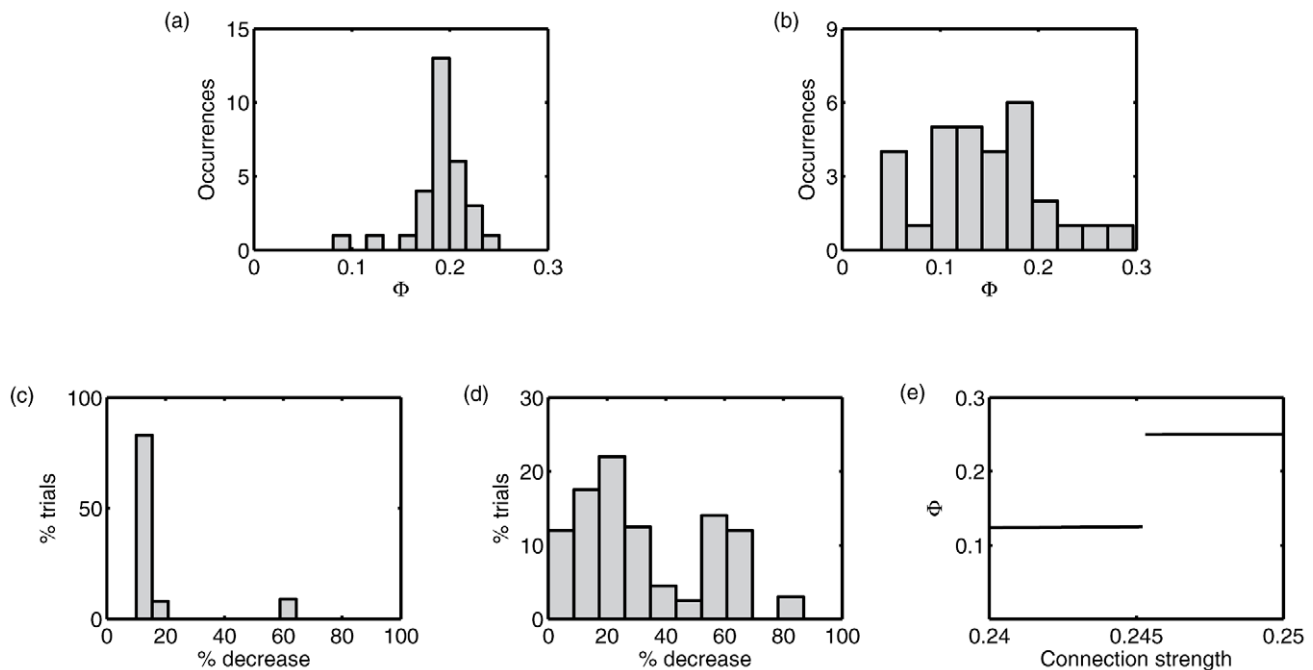 (a)
15
10
5
0
Occurrences
0 0.1 0.2 0.3
Φ
(b)
9
6
3
0
Occurrences
0 0.1 0.2 0.3
Φ
(c)
100
50
0
% trials
0 20 40 60 80 100
% decrease
(d)
30
20
10
0
% trials
0 20 40 60 80 100
% decrease
(e)
0.3
0.2
0.1
Φ
0.24 0.245 0.25
Connection strength